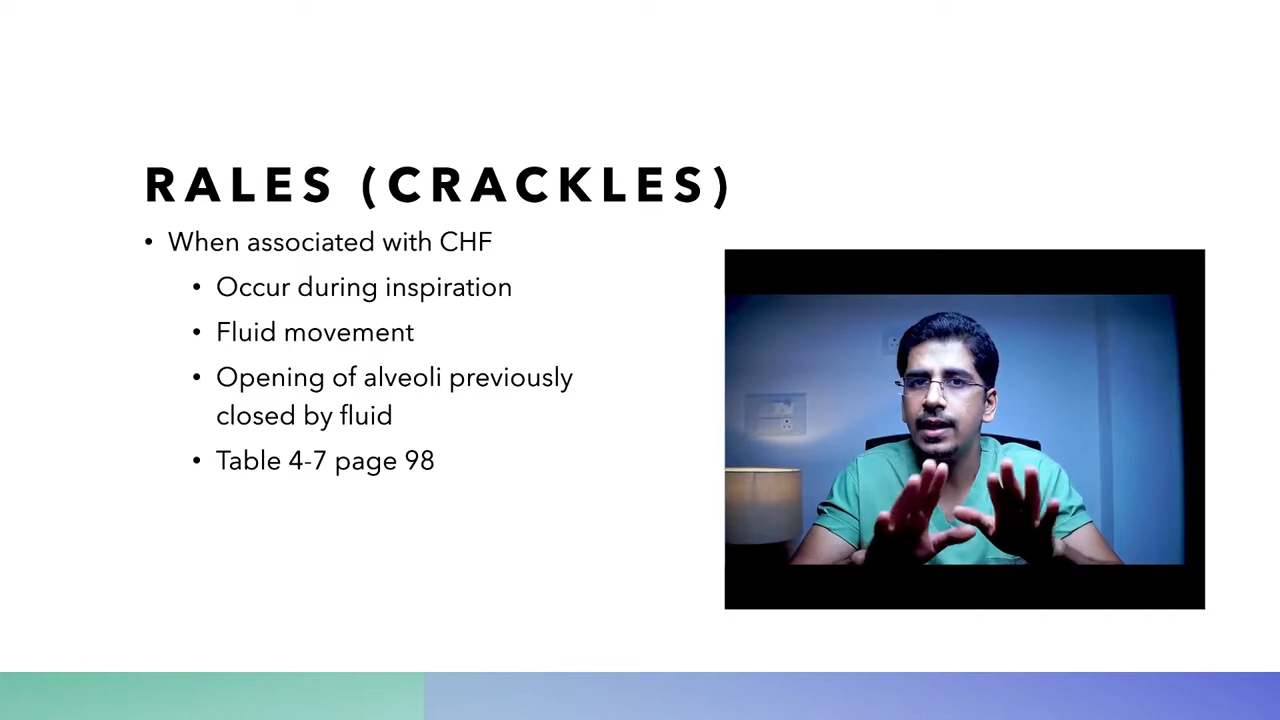 RALES (CRACKLES)
• When associated with CHF
• Occur during inspiration
• Fluid movement
• Opening of alveoli previously
closed by fluid
• Table 4-7 page 98